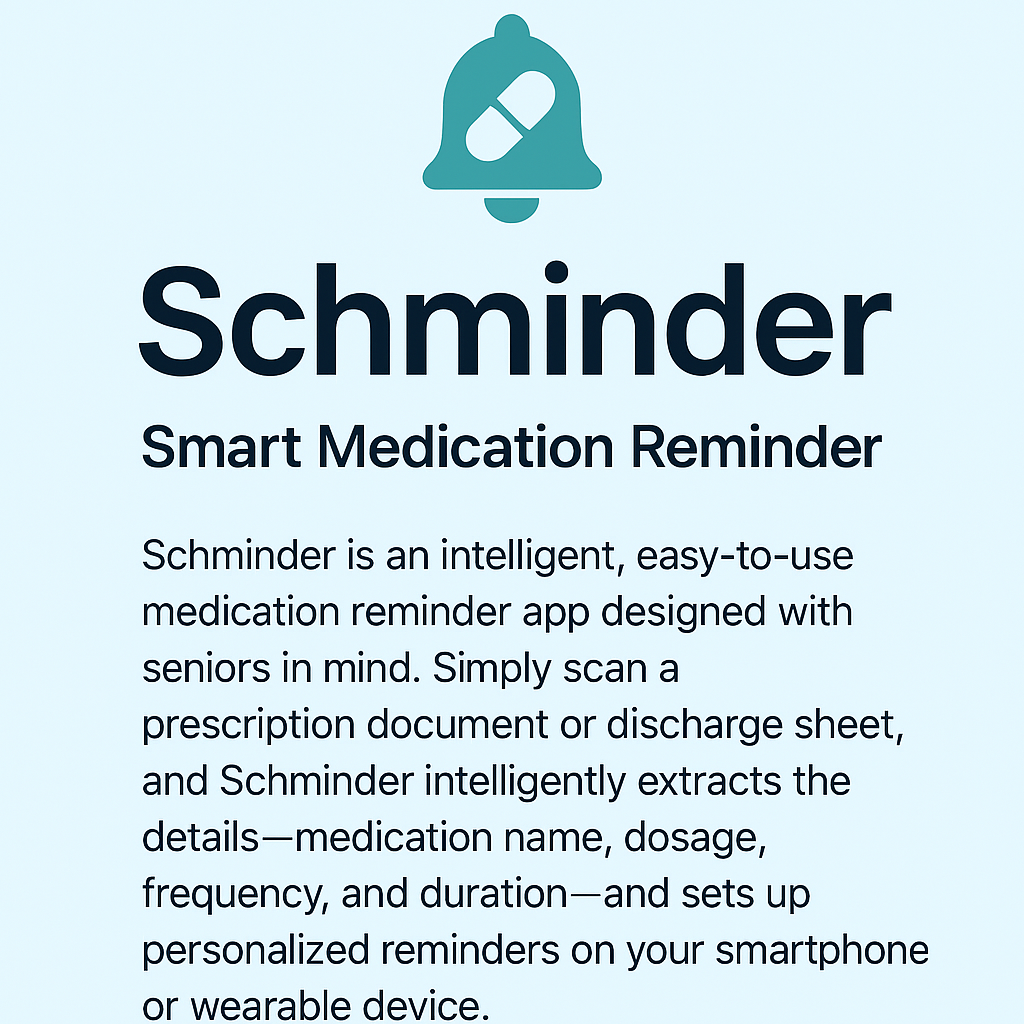 Schminder
Smart Medication Reminder
Schminder is an intelligent, easy-to-use
medication reminder app designed with
seniors in mind. Simply scan a
prescription document or discharge sheet,
and Schminder intelligently extracts the
details—medication name, dosage,
frequency, and duration—and sets up
personalized reminders on your smartphone
or wearable device.